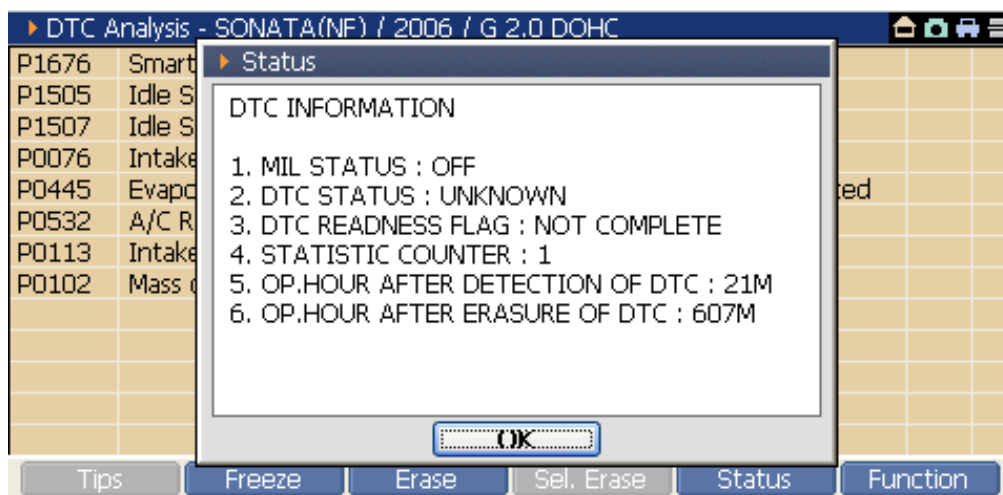 DTC Analysis - SONATA(NF) / 2006 / G 2.0 DOHC
Status
P1676 Smart
P1505 Idle S
P1507 Idle S
P0076 Intake
P0445 Evapo ted
P0532 A/C R
P0113 Intake
P0102 Mass
DTC INFORMATION
1. MIL STATUS : OFF
2. DTC STATUS : UNKNOWN
3. DTC READNESS FLAG : NOT COMPLETE
4. STATISTIC COUNTER : 1
5. OP.HOUR AFTER DETECTION OF DTC : 21M
6. OP.HOUR AFTER ERASURE OF DTC : 607M
OK
Tips Freeze Erase Sel. Erase Status Function